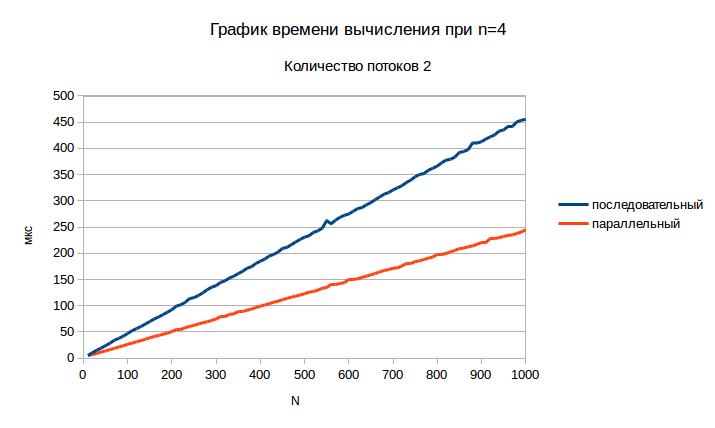 График времени вычисления при n=4
Количество потоков 2
500
450
400
350
300
250
200
150
100
50
0
мкс
0 100 200 300 400 500 600 700 800 900 1000
N
последовательный
параллельный